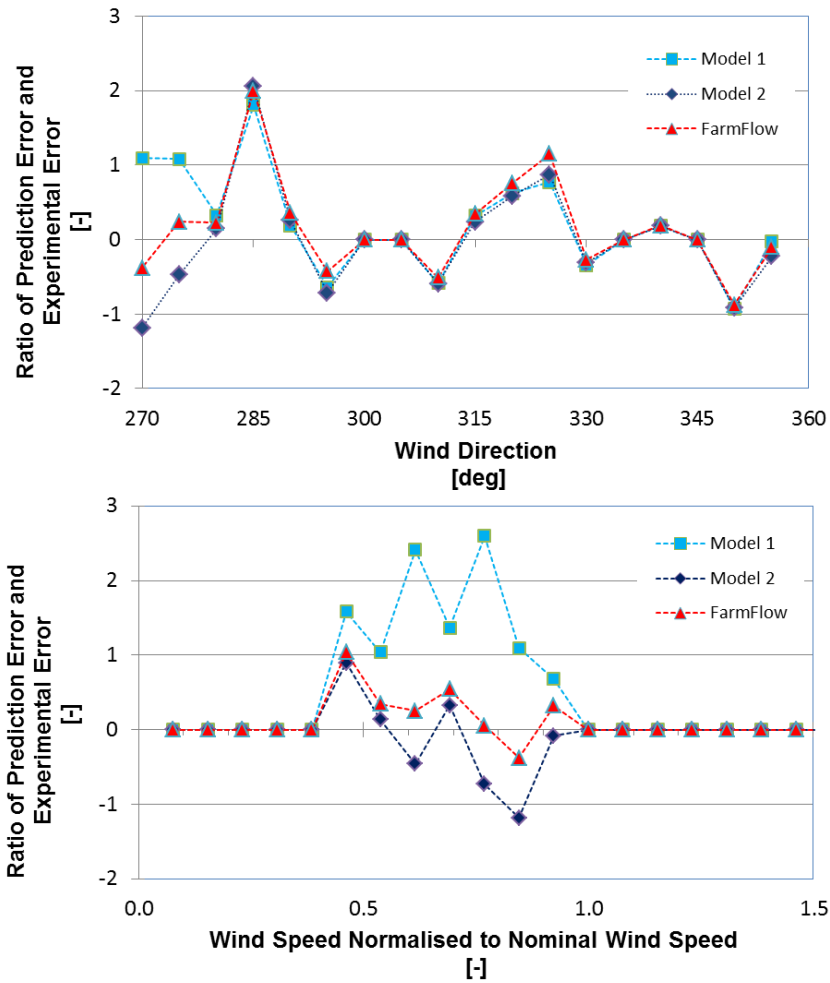 Ratio of Prediction Error and
Experimental Error
[-]
3
2
1
0
-1
-2
Model 1
Model 2
FarmFlow
270
285
300
315
330
345
360
Wind Direction
[deg]
Ratio of Prediction Error and
Experimental Error
[-]
3
2
1
0
-1
-2
Model 1
Model 2
FarmFlow
0.0
0.5
1.0
1.5
Wind Speed Normalised to Nominal Wind Speed
[-]